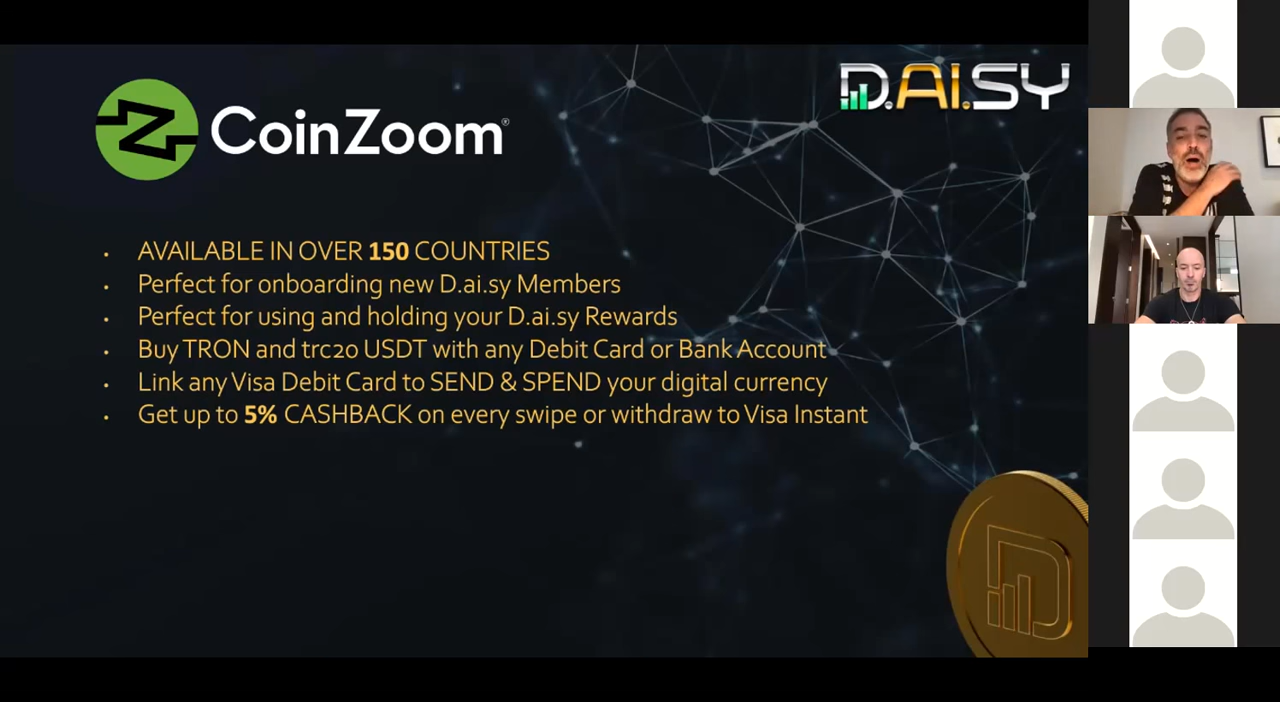 CoinZoom®
D.AI.SY
• AVAILABLE IN OVER 150 COUNTRIES
• Perfect for onboarding new D.ai.sy Members
• Perfect for using and holding your D.ai.sy Rewards
• Buy TRON and trc20 USDT with any Debit Card or Bank Account
• Link any Visa Debit Card to SEND & SPEND your digital currency
• Get up to 5% CASHBACK on every swipe or withdraw to Visa Instant